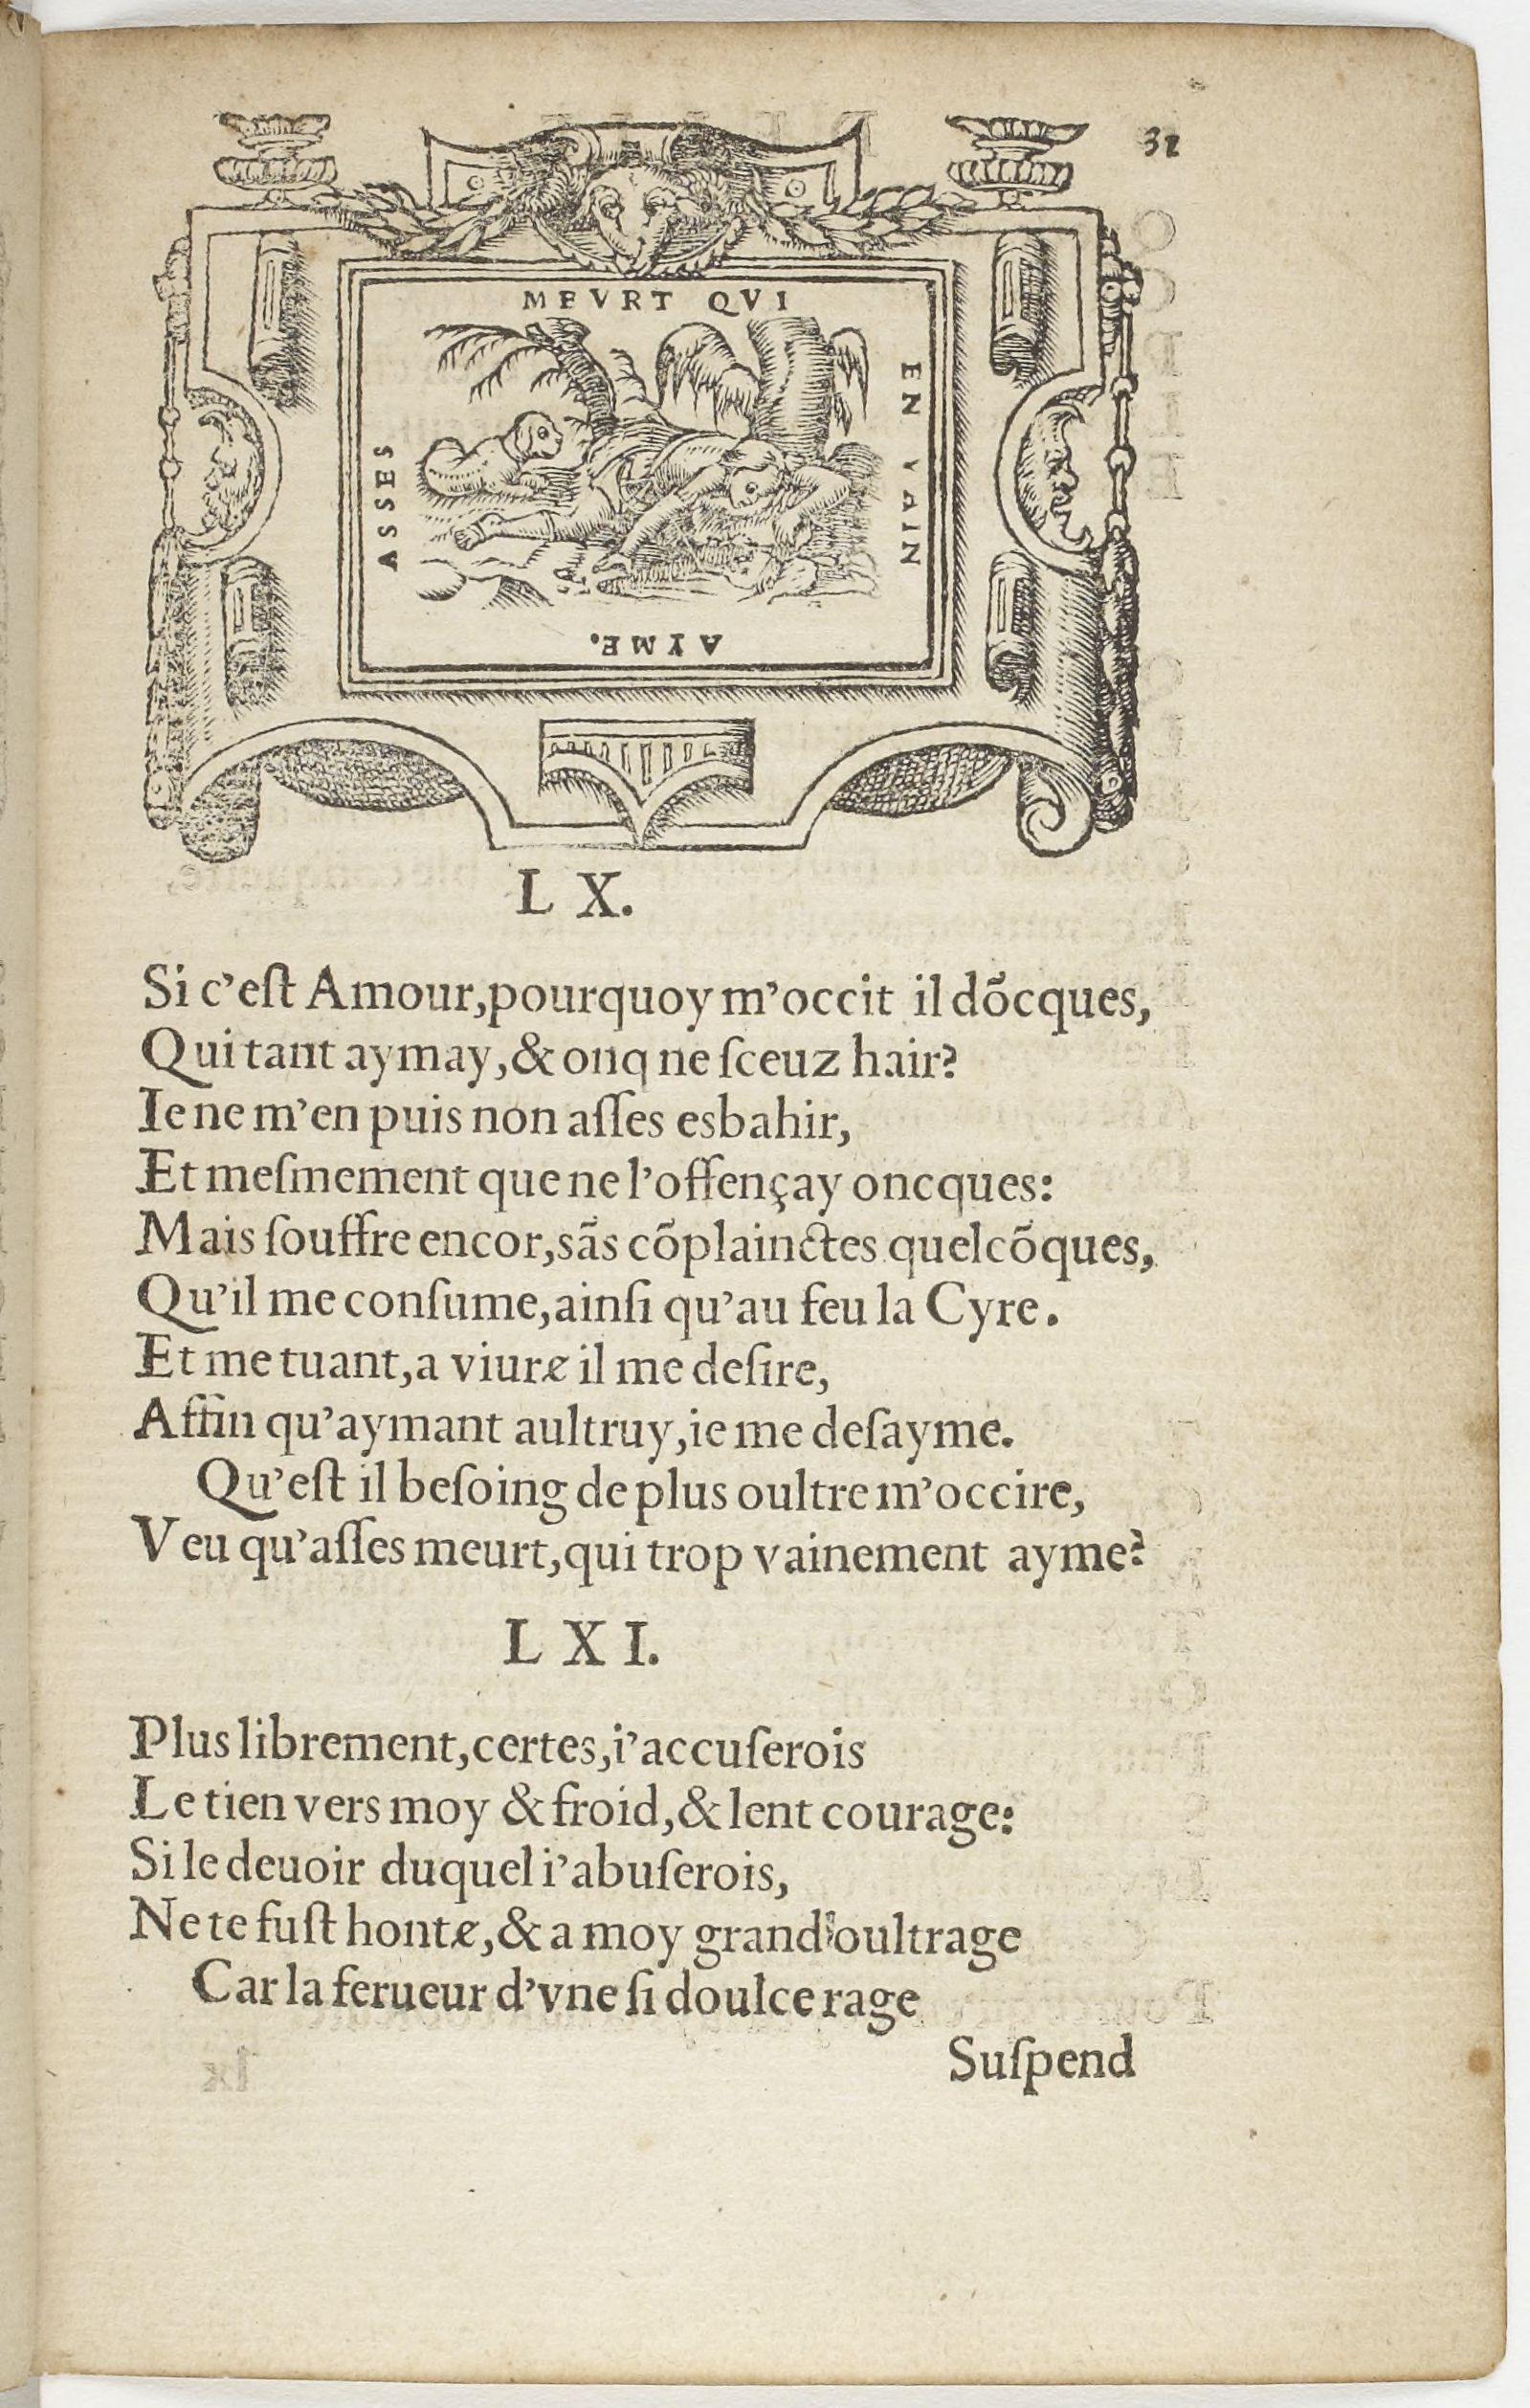 32
ASSES
MEVRT QVI
EN VAIN
AYME.
L X.
Si c'eſt Amour, pourquoy m'occit il dõcques,
Qui tant aymay, & onq ne ſceuz hair?
Ie ne m'en puis non aſſes esbahir,
Et meſmement que ne l'offençay oncques:
Mais ſouffre encor, sãs cõplainctes quelcõques,
Qu'il me conſume, ainſi qu'au feu la Cyre.
Et me tuant, a viure il me deſire,
Affin qu'aymant aultruy, ie me deſayme.
Qu'eſt il beſoing de plus oultre m'occire,
Veu qu'aſſes meurt, qui trop vainement ayme?
L X I.
Plus librement, certes, i'accuſerois
Le tien vers moy & froid, & lent courage:
Si le deuoir duquel i'abuſerois,
Ne te fuſt honte, & a moy grand' oultrage
Car la ferueur d'vne ſi doulce rage
Suſpend